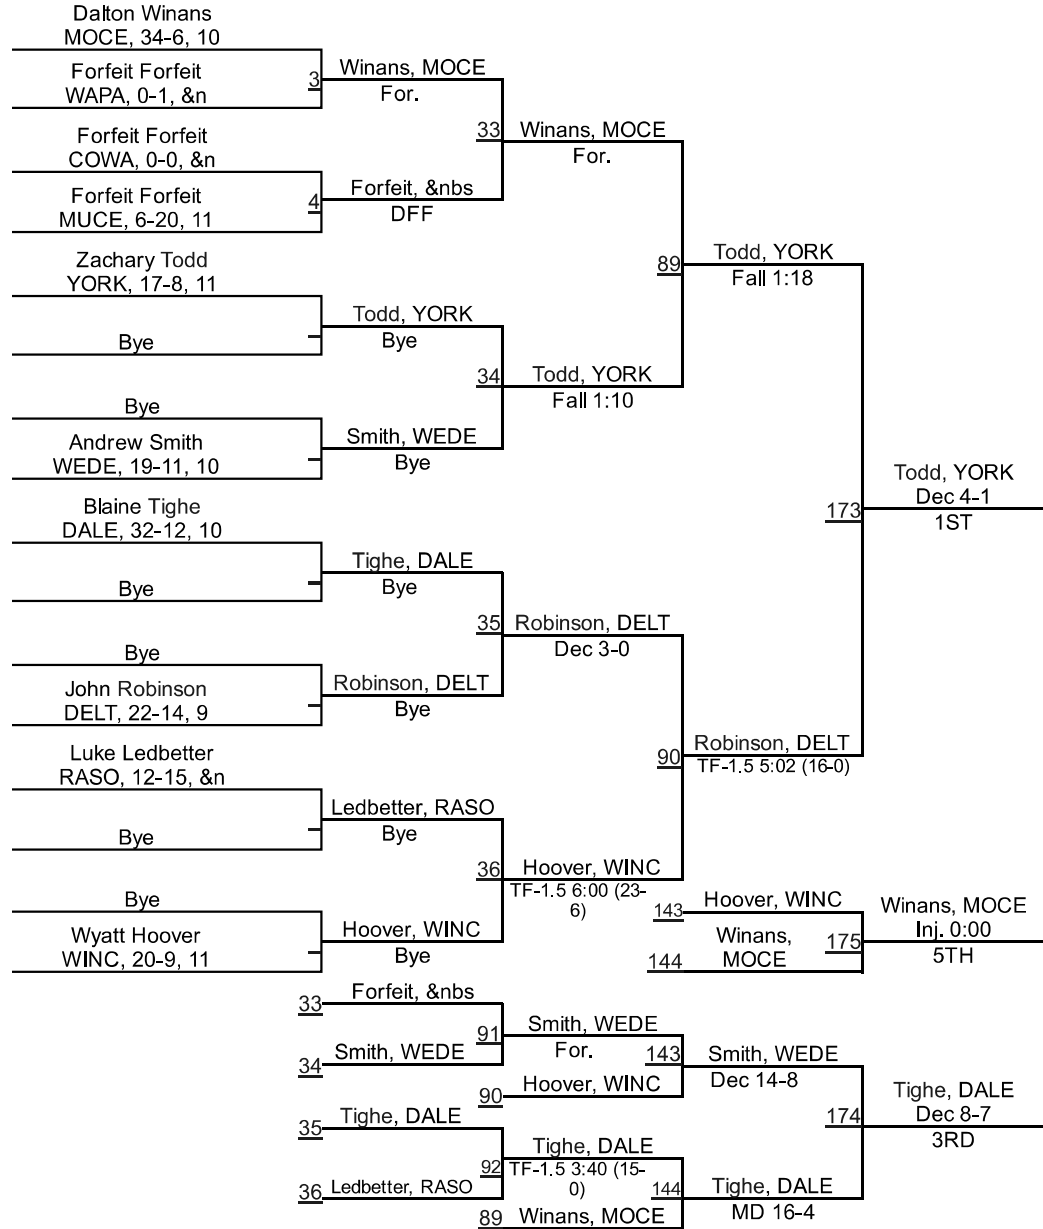 Dalton Winans
MOCE, 34-6, 10
Forfeit Forfeit
WAPA, 0-1, &n
3
Winans, MOCE
For.
Forfeit Forfeit
COWA, 0-0, &n
Forfeit Forfeit
MUCE, 6-20, 11
4
Forfeit, &nbs
DFF
33
Winans, MOCE
For.
Zachary Todd
YORK, 17-8, 11
Bye
Todd, YORK
Bye
Bye
Andrew Smith
WEDE, 19-11, 10
Smith, WEDE
Bye
34
Todd, YORK
Fall 1:10
89
Todd, YORK
Fall 1:18
Blaine Tighe
DALE, 32-12, 10
Bye
Tighe, DALE
Bye
Bye
John Robinson
DELT, 22-14, 9
Robinson, DELT
Bye
35
Robinson, DELT
Dec 3-0
Luke Ledbetter
RASO, 12-15, &n
Bye
Ledbetter, RASO
Bye
Bye
Wyatt Hoover
WINC, 20-9, 11
Hoover, WINC
Bye
36
Hoover, WINC
TF-1.5 6:00 (23-
6)
90
Robinson, DELT
TF-1.5 5:02 (16-0)
173
Todd, YORK
Dec 4-1
1ST
143
Hoover, WINC
144
Winans,
MOCE
175
Winans, MOCE
Inj. 0:00
5TH
33
Forfeit, &nbs
34
Smith, WEDE
91
Smith, WEDE
For.
90
Hoover, WINC
143
Smith, WEDE
Dec 14-8
35
Tighe, DALE
36
Ledbetter, RASO
92
Tighe, DALE
TF-1.5 3:40 (15-
0)
89
Winans, MOCE
144
Tighe, DALE
MD 16-4
174
Tighe, DALE
Dec 8-7
3RD